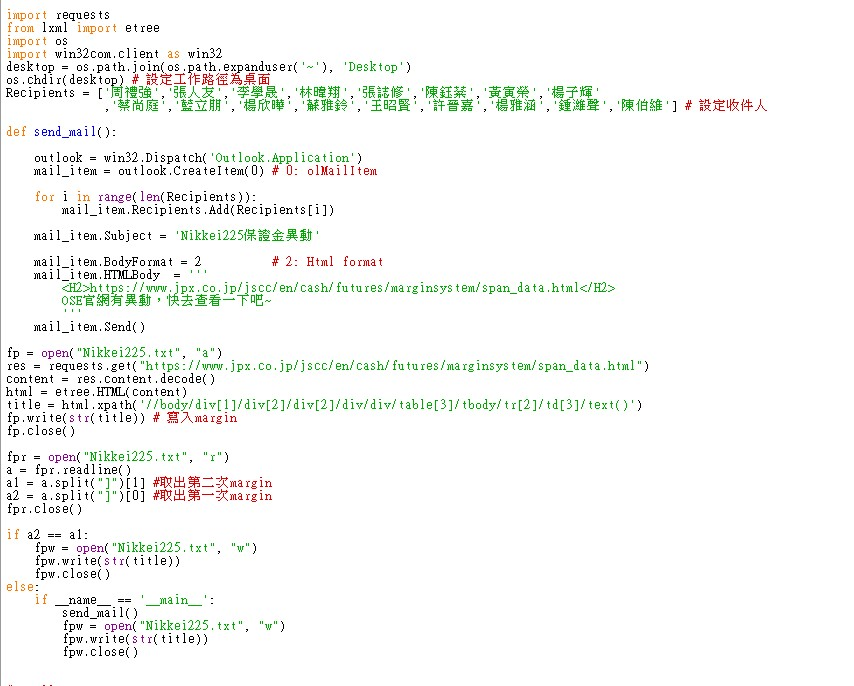 import requests
from lxml import etree
import os
import win32com.client as win32
desktop = os.path.join(os.path.expanduser('~'), 'Desktop')
os.chdir(desktop) # 設定工作路徑為桌面
Recipients = ['周禮強','張人友','李學晟','林暐翔','張誌修','陳鈺棻','黃寅榮','楊子輝'
,'蔡尚庭','藍立朋','楊欣曄','蘇雅鈴','王昭賢','許晉嘉','楊雅涵','鍾濰聲','陳伯維'] # 設定收件人
def send_mail():
outlook = win32.Dispatch('Outlook.Application')
mail_item = outlook.CreateItem(0) # 0: olMailItem
for i in range(len(Recipients)):
mail_item.Recipients.Add(Recipients[i])
mail_item.Subject = 'Nikkei225保證金異動'
mail_item.BodyFormat = 2 # 2: Html format
mail_item.HTMLBody = '''
<H2>https://www.jpx.co.jp/jscc/en/cash/futures/marginsystem/span_data.html</H2>
OSE官網有異動，快去查看一下吧~
'''
mail_item.Send()
fp = open("Nikkei225.txt", "a")
res = requests.get("https://www.jpx.co.jp/jscc/en/cash/futures/marginsystem/span_data.html")
content = res.content.decode()
html = etree.HTML(content)
title = html.xpath('//body/div[1]/div[2]/div[2]/div/div/table[3]/tbody/tr[2]/td[3]/text()')
fp.write(str(title)) # 寫入margin
fp.close()
fpr = open("Nikkei225.txt", "r")
a = fpr.readline()
a1 = a.split("]")[1] #取出第二次margin
a2 = a.split("]")[0] #取出第一次margin
fpr.close()
if a2 == a1:
fpw = open("Nikkei225.txt", "w")
fpw.write(str(title))
fpw.close()
else:
if __name__ == '__main__':
send_mail()
fpw = open("Nikkei225.txt", "w")
fpw.write(str(title))
fpw.close()